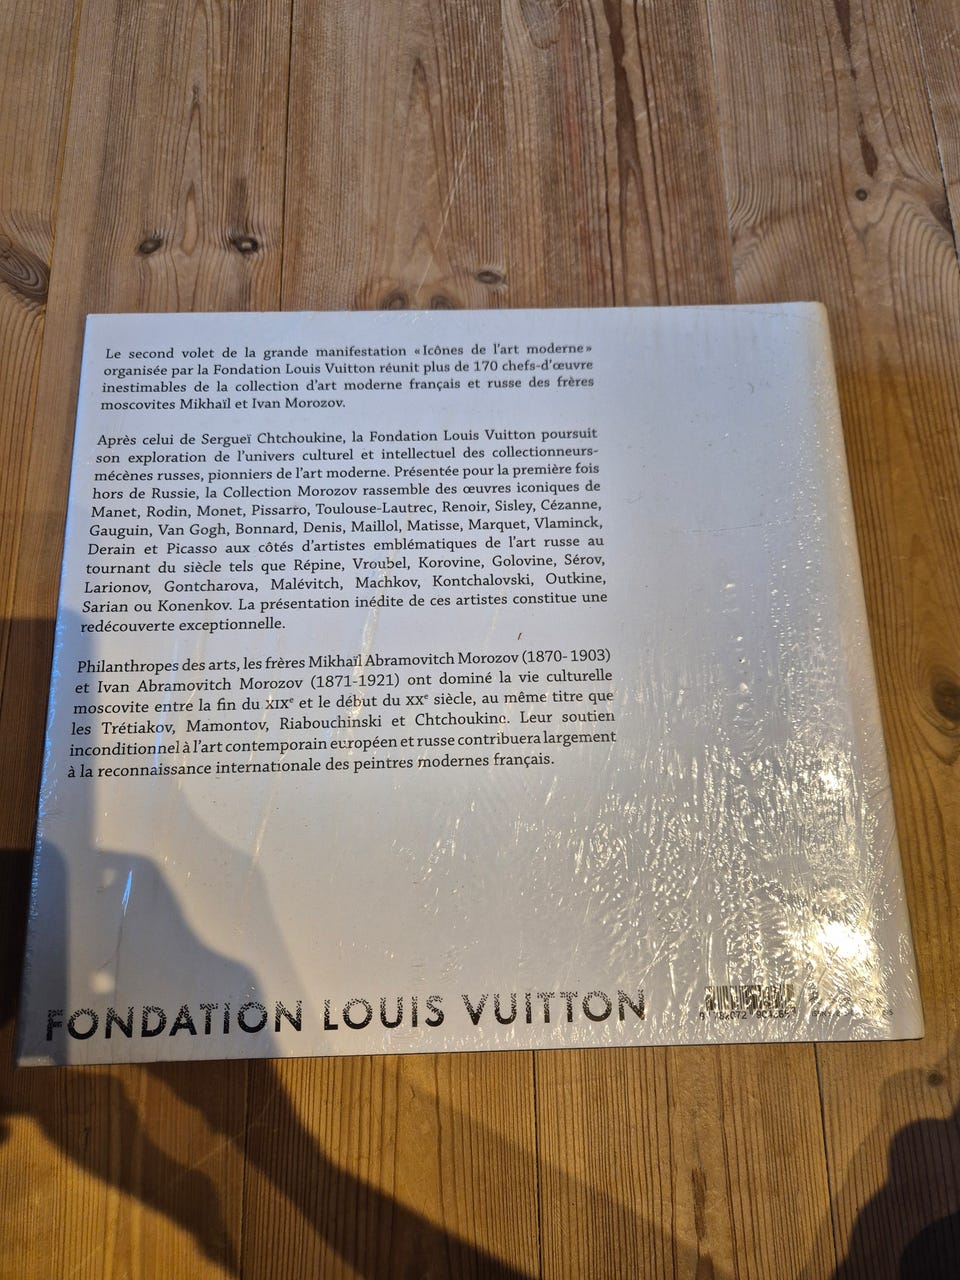 Le second volet de la grande manifestation «Icônes de l'art moderne»
organisée par la Fondation Louis Vuitton réunit plus de 170 chefs-d'œuvre
inestimables de la collection d'art moderne français et russe des frères
moscovites Mikhaïl et Ivan Morozov.
Après celui de Sergueï Chtchoukine, la Fondation Louis Vuitton poursuit
son exploration de l'univers culturel et intellectuel des collectionneurs-
mécènes russes, pionniers de l'art moderne. Présentée pour la première fois
hors de Russie, la Collection Morozov rassemble des œuvres iconiques de
Manet, Rodin, Monet, Pissarro, Toulouse-Lautrec, Renoir, Sisley, Cézanne,
Gauguin, Van Gogh, Bonnard, Denis, Maillol, Matisse, Marquet, Vlaminck,
Derain et Picasso aux côtés d'artistes emblématiques de l'art russe au
tournant du siècle tels que Répine, Vroubel, Korovine, Golovine, Sérov,
Larionov, Gontcharova, Malévitch, Machkov, Kontchalovski, Outkine,
Sarian ou Konenkov. La présentation inédite de ces artistes constitue une
redécouverte exceptionnelle.
Philanthropes des arts, les frères Mikhaïl Abramovitch Morozov (1870-1903)
et Ivan Abramovitch Morozov (1871-1921) ont dominé la vie culturelle
moscovite entre la fin du XIXe et le début du XXe siècle, au même titre que
les Trétiakov, Mamontov, Riabouchinski et Chtchoukine. Leur soutien
inconditionnel à l'art contemporain européen et russe contribuera largement
à la reconnaissance internationale des peintres modernes français.
FONDATION LOUIS VUITTON